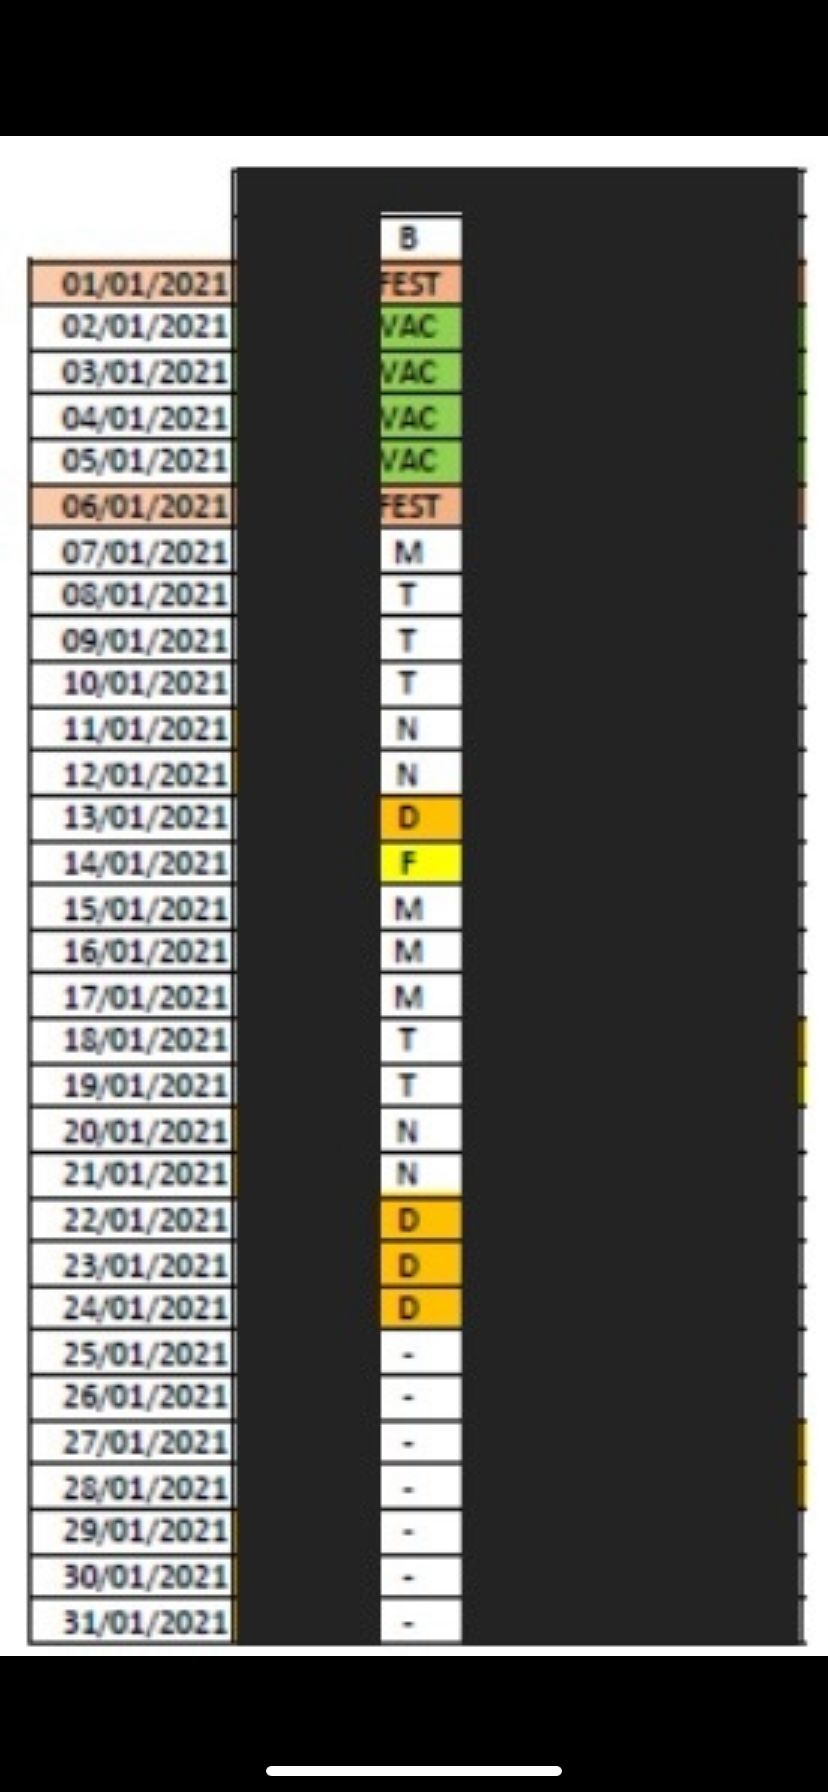 B
01/01/2021 FEST
02/01/2021 VAC
03/01/2021 VAC
04/01/2021 VAC
05/01/2021 VAC
06/01/2021 FEST
07/01/2021 M
08/01/2021 T
09/01/2021 T
10/01/2021 T
11/01/2021 N
12/01/2021 N
13/01/2021 D
14/01/2021 F
15/01/2021 M
16/01/2021 M
17/01/2021 M
18/01/2021 T
19/01/2021 T
20/01/2021 N
21/01/2021 N
22/01/2021 D
23/01/2021 D
24/01/2021 D
25/01/2021 -
26/01/2021 -
27/01/2021 -
28/01/2021 -
29/01/2021 -
30/01/2021 -
31/01/2021 -